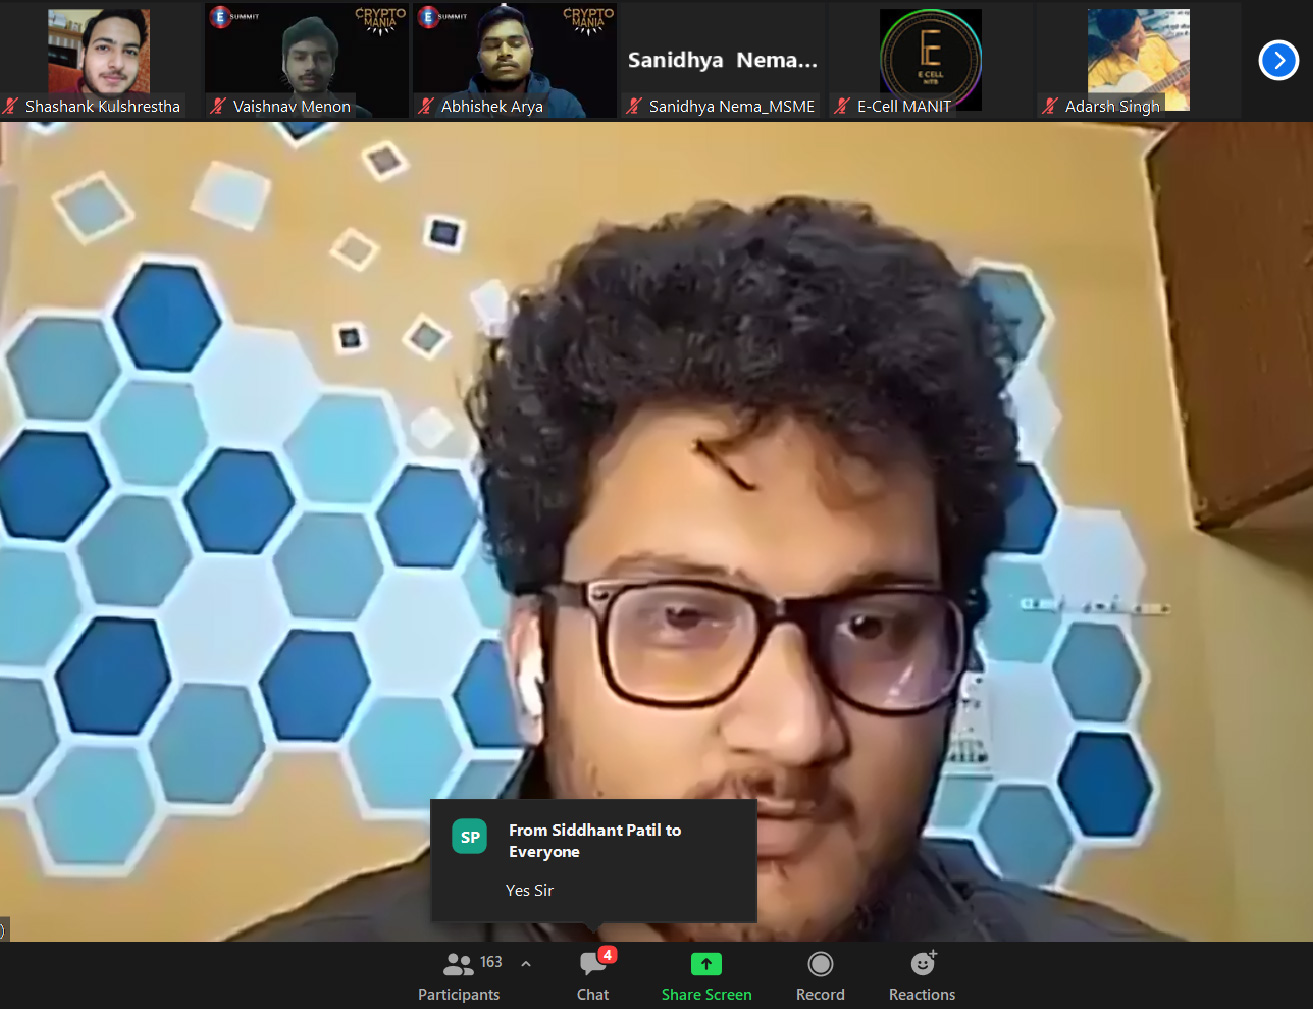 E SUMMIT
CRYPTO
MANIA
E SUMMIT
CRYPTO
MANIA
Sanidhya Nema...
E
E CELL
Shashank Kulshrestha
Vaishnav Menon
Abhishek Arya
Sanidhya Nema_MSME
E-Cell MANIT
Adarsh Singh
SP
From Siddhant Patil to
Everyone
Yes Sir
)
163
4
Participants
Chat
Share Screen
Record
Reactions